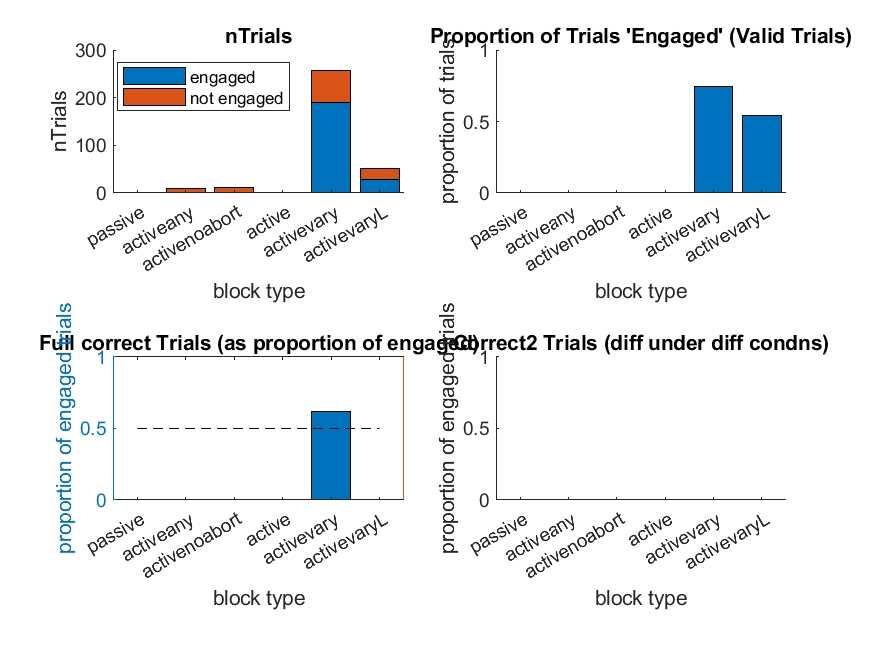 nTrials
300
200
100
0
nTrials
engaged
not engaged
passive
activeany
activenoabort
active
activevary
activevaryL
block type
Proportion of Trials 'Engaged' (Valid Trials)
1
0.5
0
proportion of trials
passive
activeany
activenoabort
active
activevary
activevaryL
block type
Full correct Trials (as proportion of engaged)
1
0.5
0
proportion of engaged trials
passive
activeany
activenoabort
active
activevary
activevaryL
block type
Correct2 Trials (diff under diff condns)
1
0.5
0
proportion of engaged trials
passive
activeany
activenoabort
active
activevary
activevaryL
block type